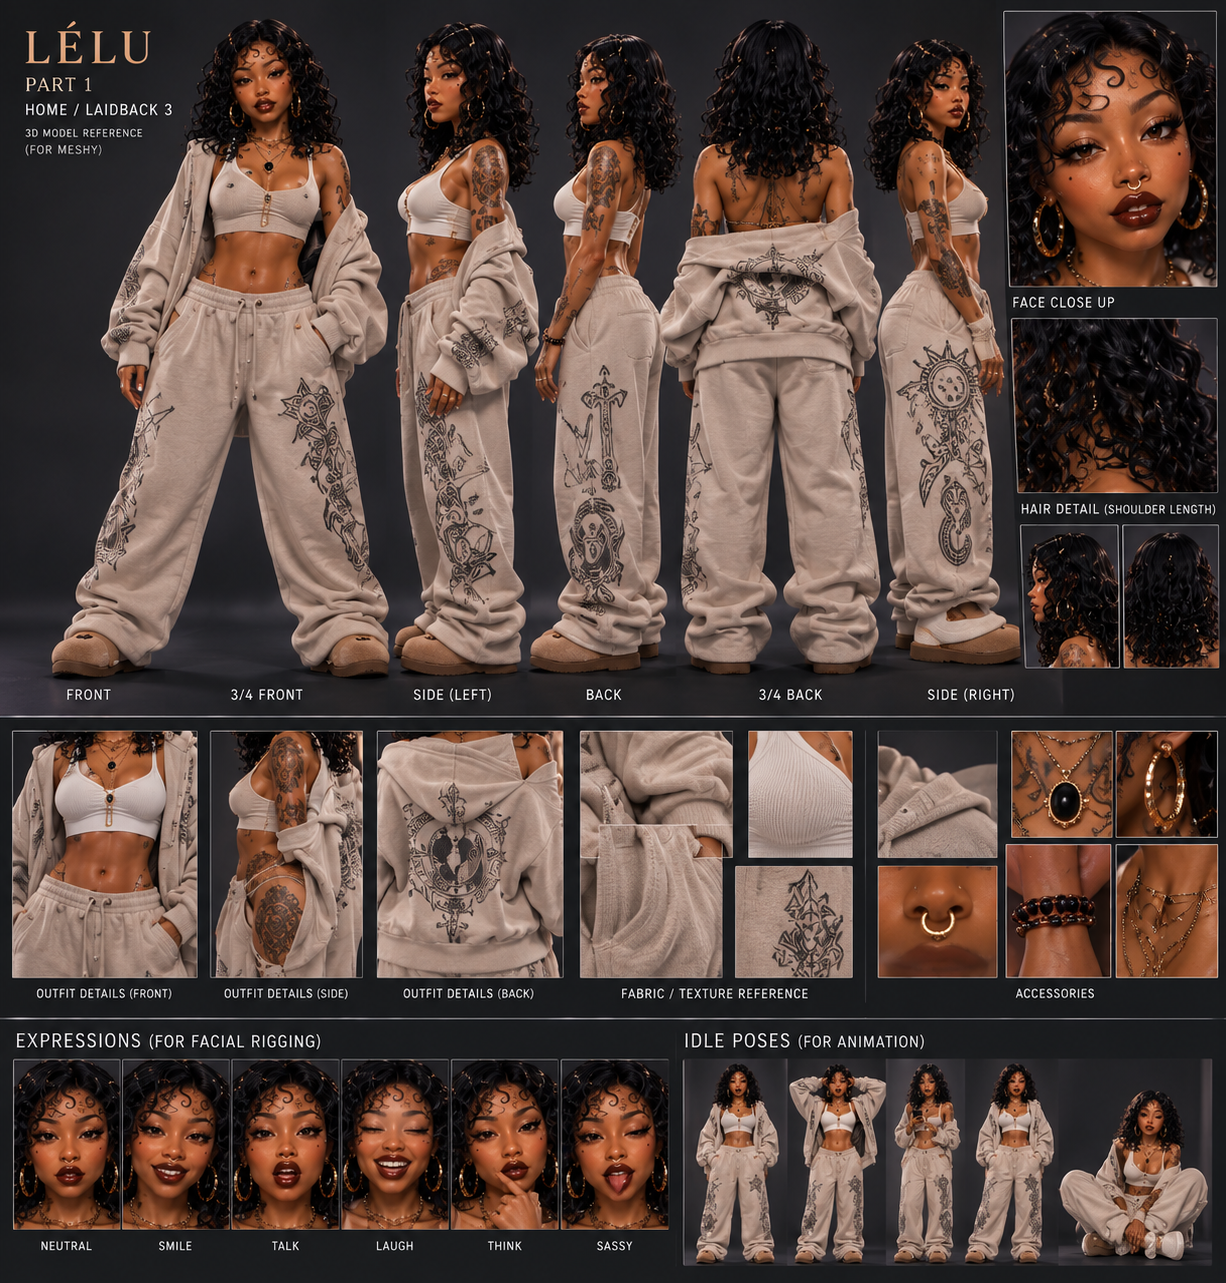 LÉLU
PART 1
HOME / LAIDBACK 3
3D MODEL REFERENCE
(FOR MESHY)
FACE CLOSE UP
HAIR DETAIL (SHOULDER LENGTH)
FRONT
3/4 FRONT
SIDE (LEFT)
BACK
3/4 BACK
SIDE (RIGHT)
OUTFIT DETAILS (FRONT)
OUTFIT DETAILS (SIDE)
OUTFIT DETAILS (BACK)
FABRIC / TEXTURE REFERENCE
ACCESSORIES
EXPRESSIONS (FOR FACIAL RIGGING)
NEUTRAL
SMILE
TALK
LAUGH
THINK
SASSY
IDLE POSES (FOR ANIMATION)